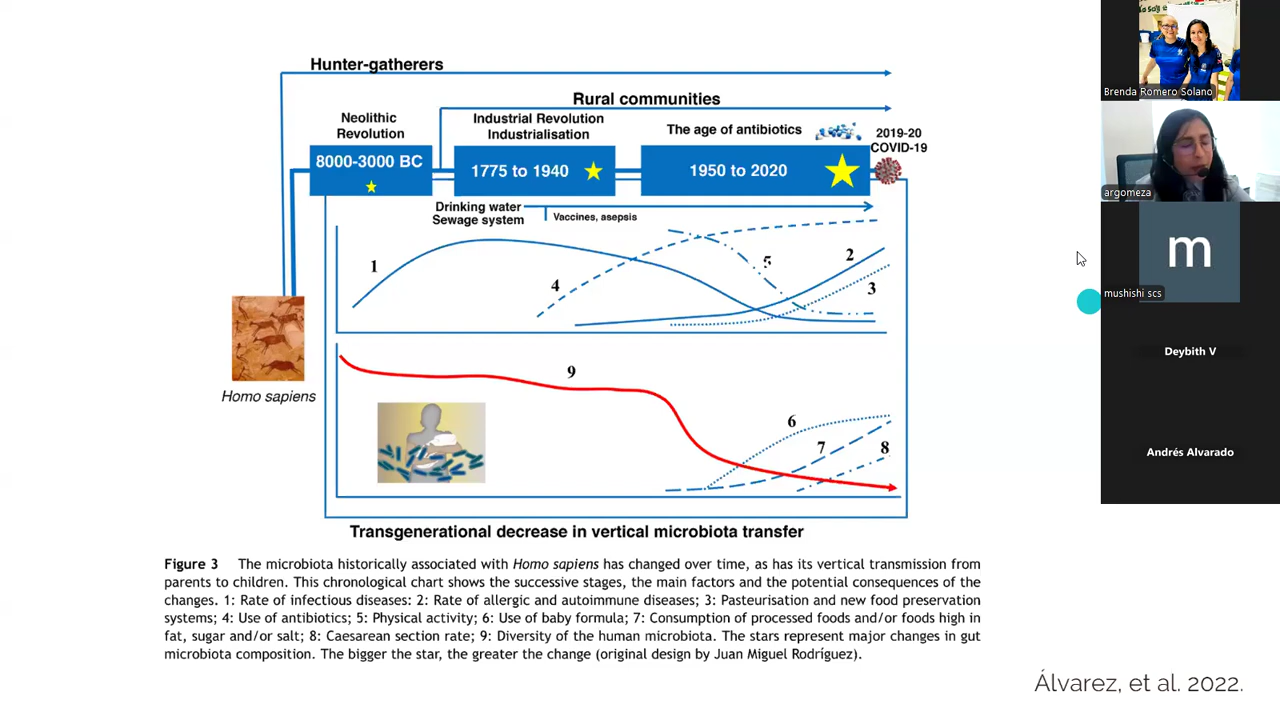 Hunter-gatherers
Rural communities
Neolithic
Revolution
Industrial Revolution
Industrialisation
The age of antibiotics
2019-20
COVID-19
8000-3000 BC
1775 to 1940
1950 to 2020
Drinking water
Sewage system
Vaccines, asepsis
1
4
5
2
3
Homo sapiens
9
6
7
8
Transgenerational decrease in vertical microbiota transfer
Figure 3 The microbiota historically associated with Homo sapiens has changed over time, as has its vertical transmission from
parents to children. This chronological chart shows the successive stages, the main factors and the potential consequences of the
changes. 1: Rate of infectious diseases: 2: Rate of allergic and autoimmune diseases; 3: Pasteurisation and new food preservation
systems; 4: Use of antibiotics; 5: Physical activity; 6: Use of baby formula; 7: Consumption of processed foods and/or foods high in
fat, sugar and/or salt; 8: Caesarean section rate; 9: Diversity of the human microbiota. The stars represent major changes in gut
microbiota composition. The bigger the star, the greater the change (original design by Juan Miguel Rodríguez).
Álvarez, et al. 2022.
Brenda Romero Solano
argomeza
m
mushishi scs
Deybith V
Andrés Alvarado